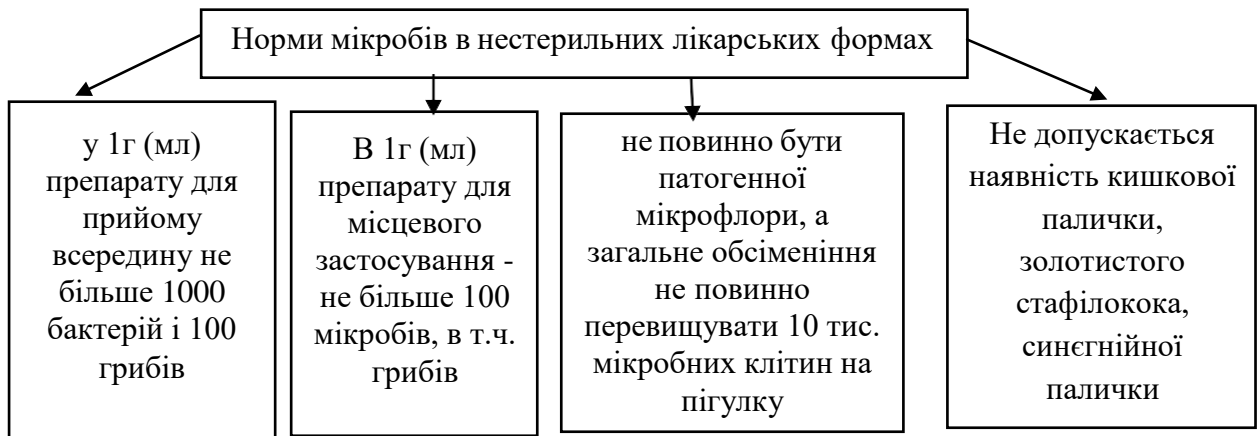 Норми мікробів в нестерильних лікарських формах
у 1г (мл)
препарату для
прийому
всередину не
більше 1000
бактерій і 100
грибів
В 1г (мл)
препарату для
місцевого
застосування -
не більше 100
мікробів, в т.ч.
грибів
не повинно бути
патогенної
мікрофлори, а
загальне обсіменіння
не повинно
перевищувати 10 тис.
мікробних клітин на
пігулку
Не допускається
наявність кишкової
палички,
золотистого
стафілокока,
синєгнійної
палички